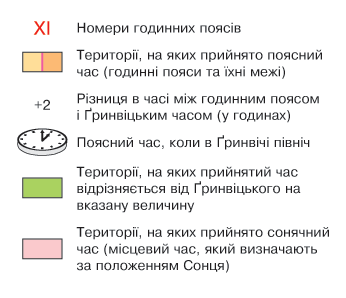 XI Номери годинних поясів
Території, на яких прийнято поясний
час (годинні пояси та їхні межі)
+2 Різниця в часі між годинним поясом
і Ґринвіцьким часом (у годинах)
Поясний час, коли в Ґринвічі північ
Території, на яких прийнятий час
відрізняється від Ґринвіцького на
вказану величину
Території, на яких прийнято сонячний
час (місцевий час, який визначають
за положенням Сонця)